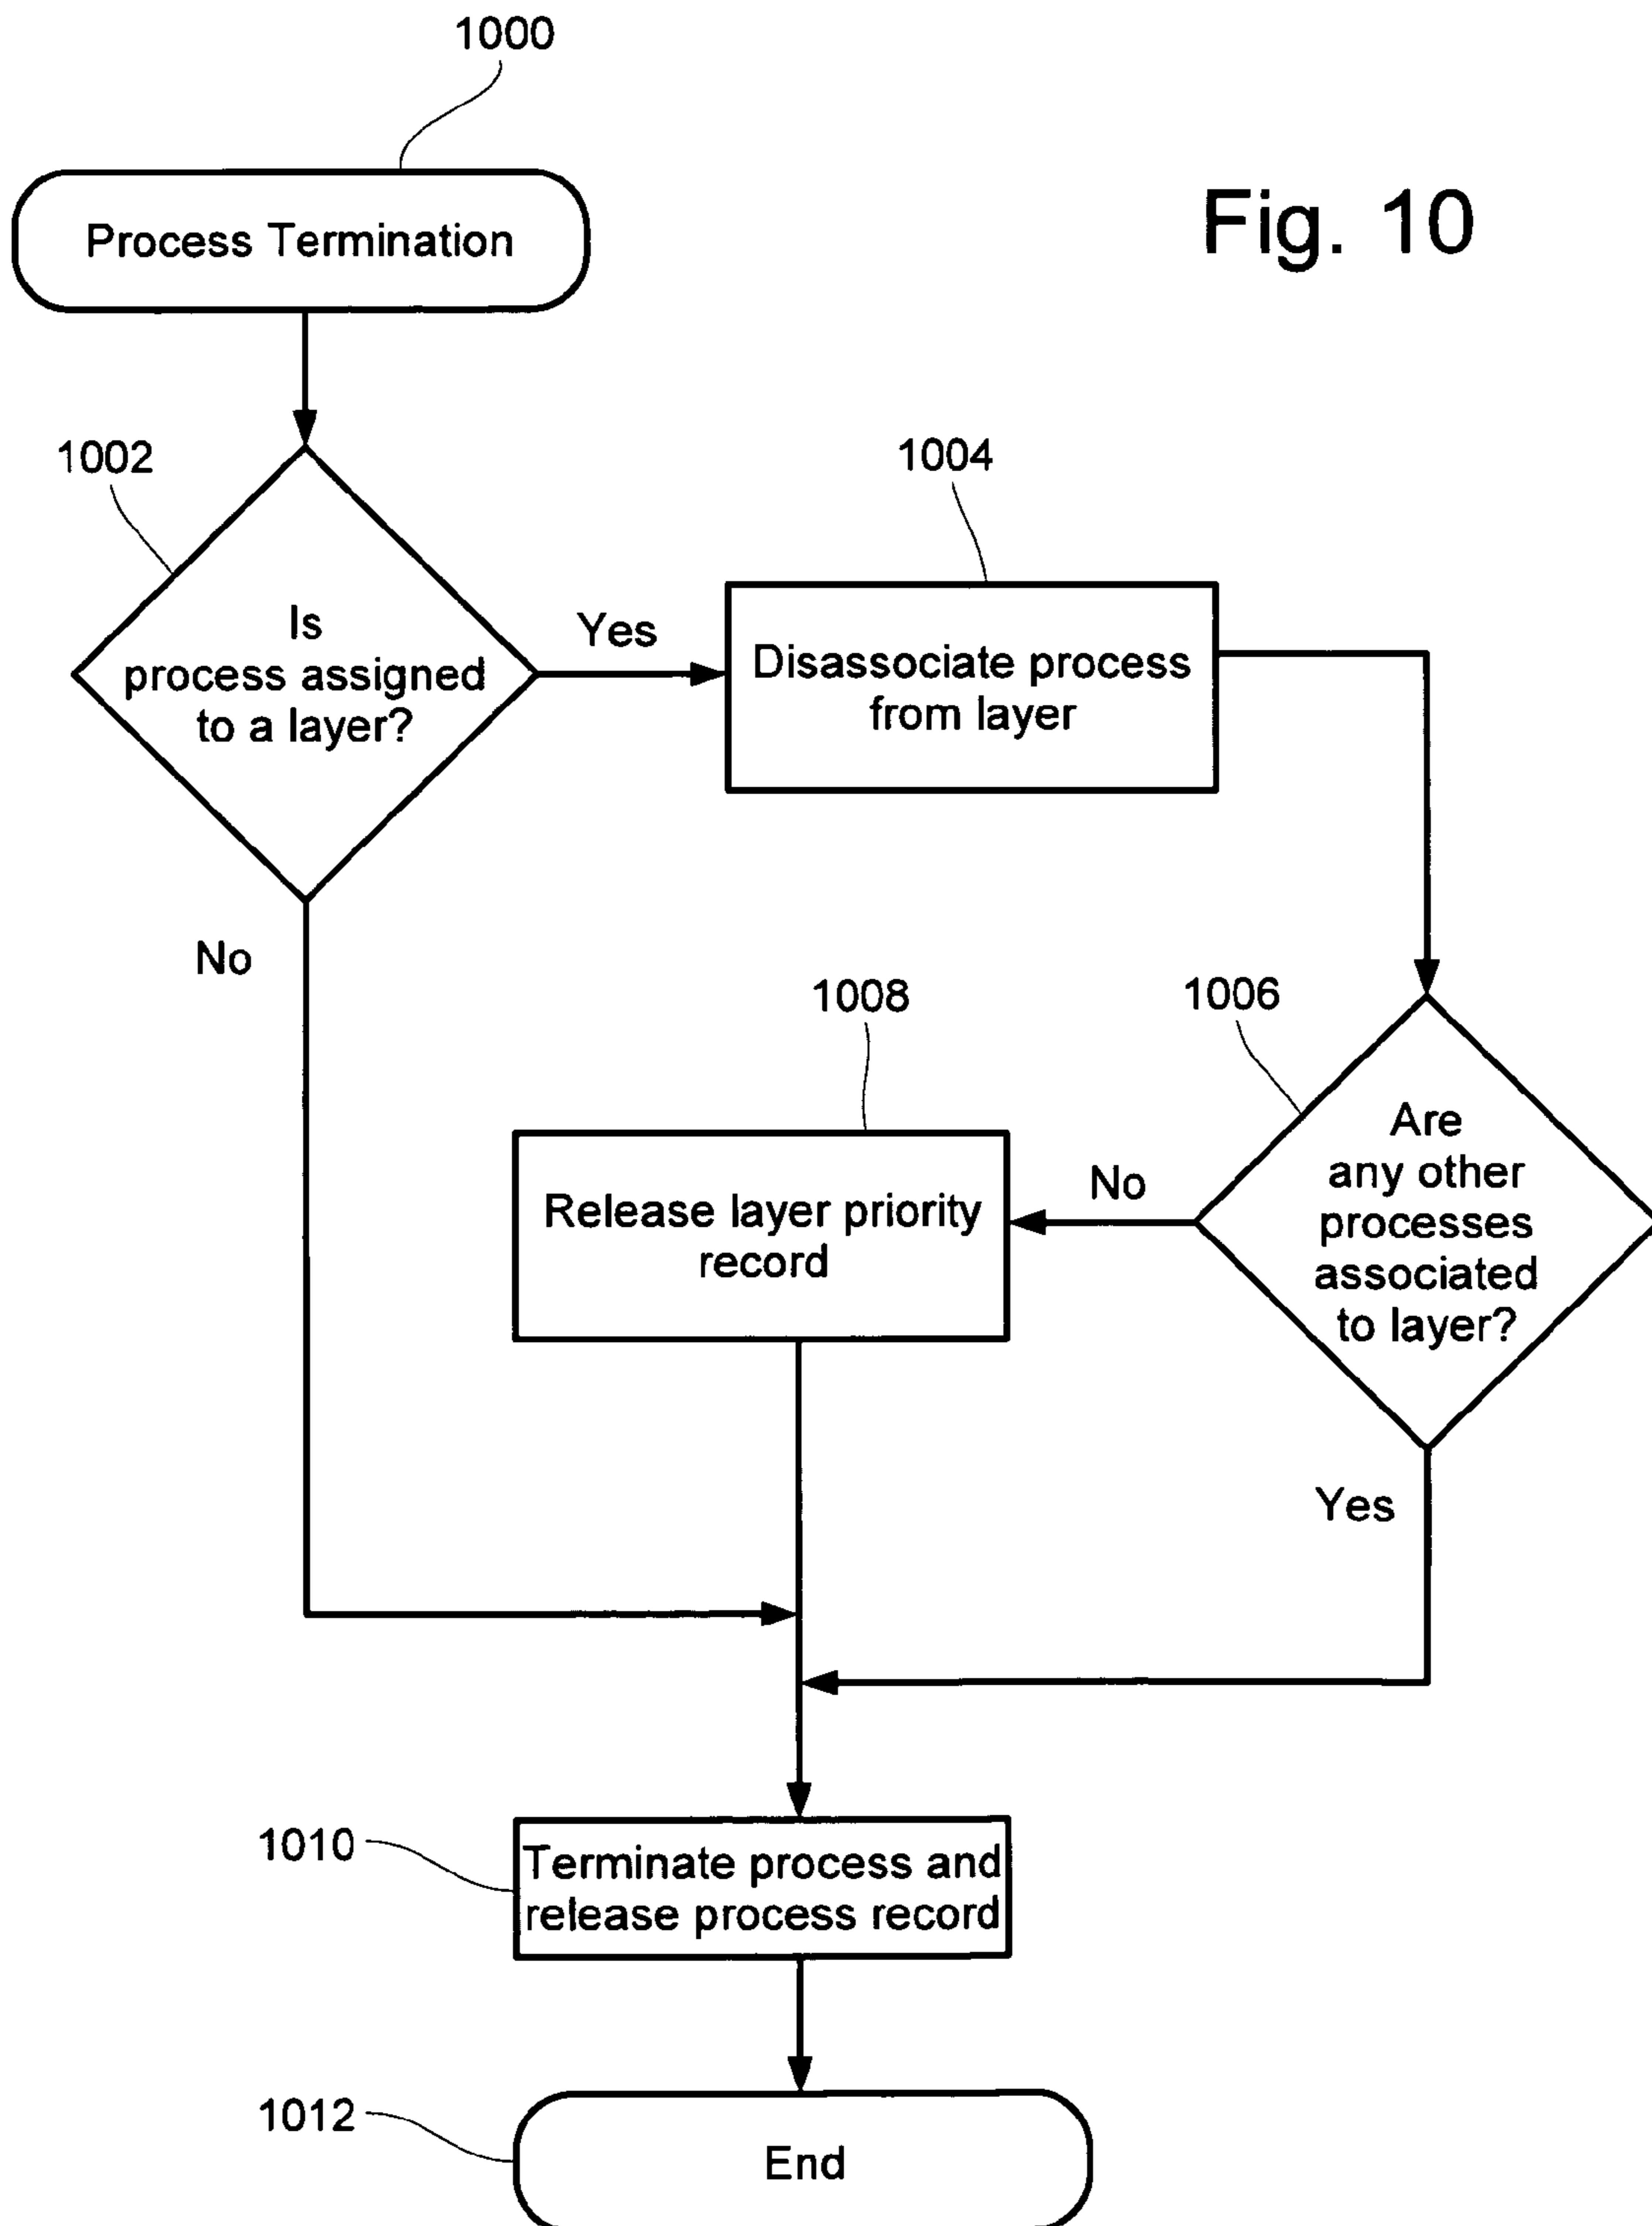 1000
Process Termination
Fig. 10
1002
Is
process assigned
to a layer?
Yes
1004
Disassociate process
from layer
No
1008
Release layer priority
record
No
1006
Are
any other
processes
associated
to layer?
Yes
1010
Terminate process and
release process record
1012
End